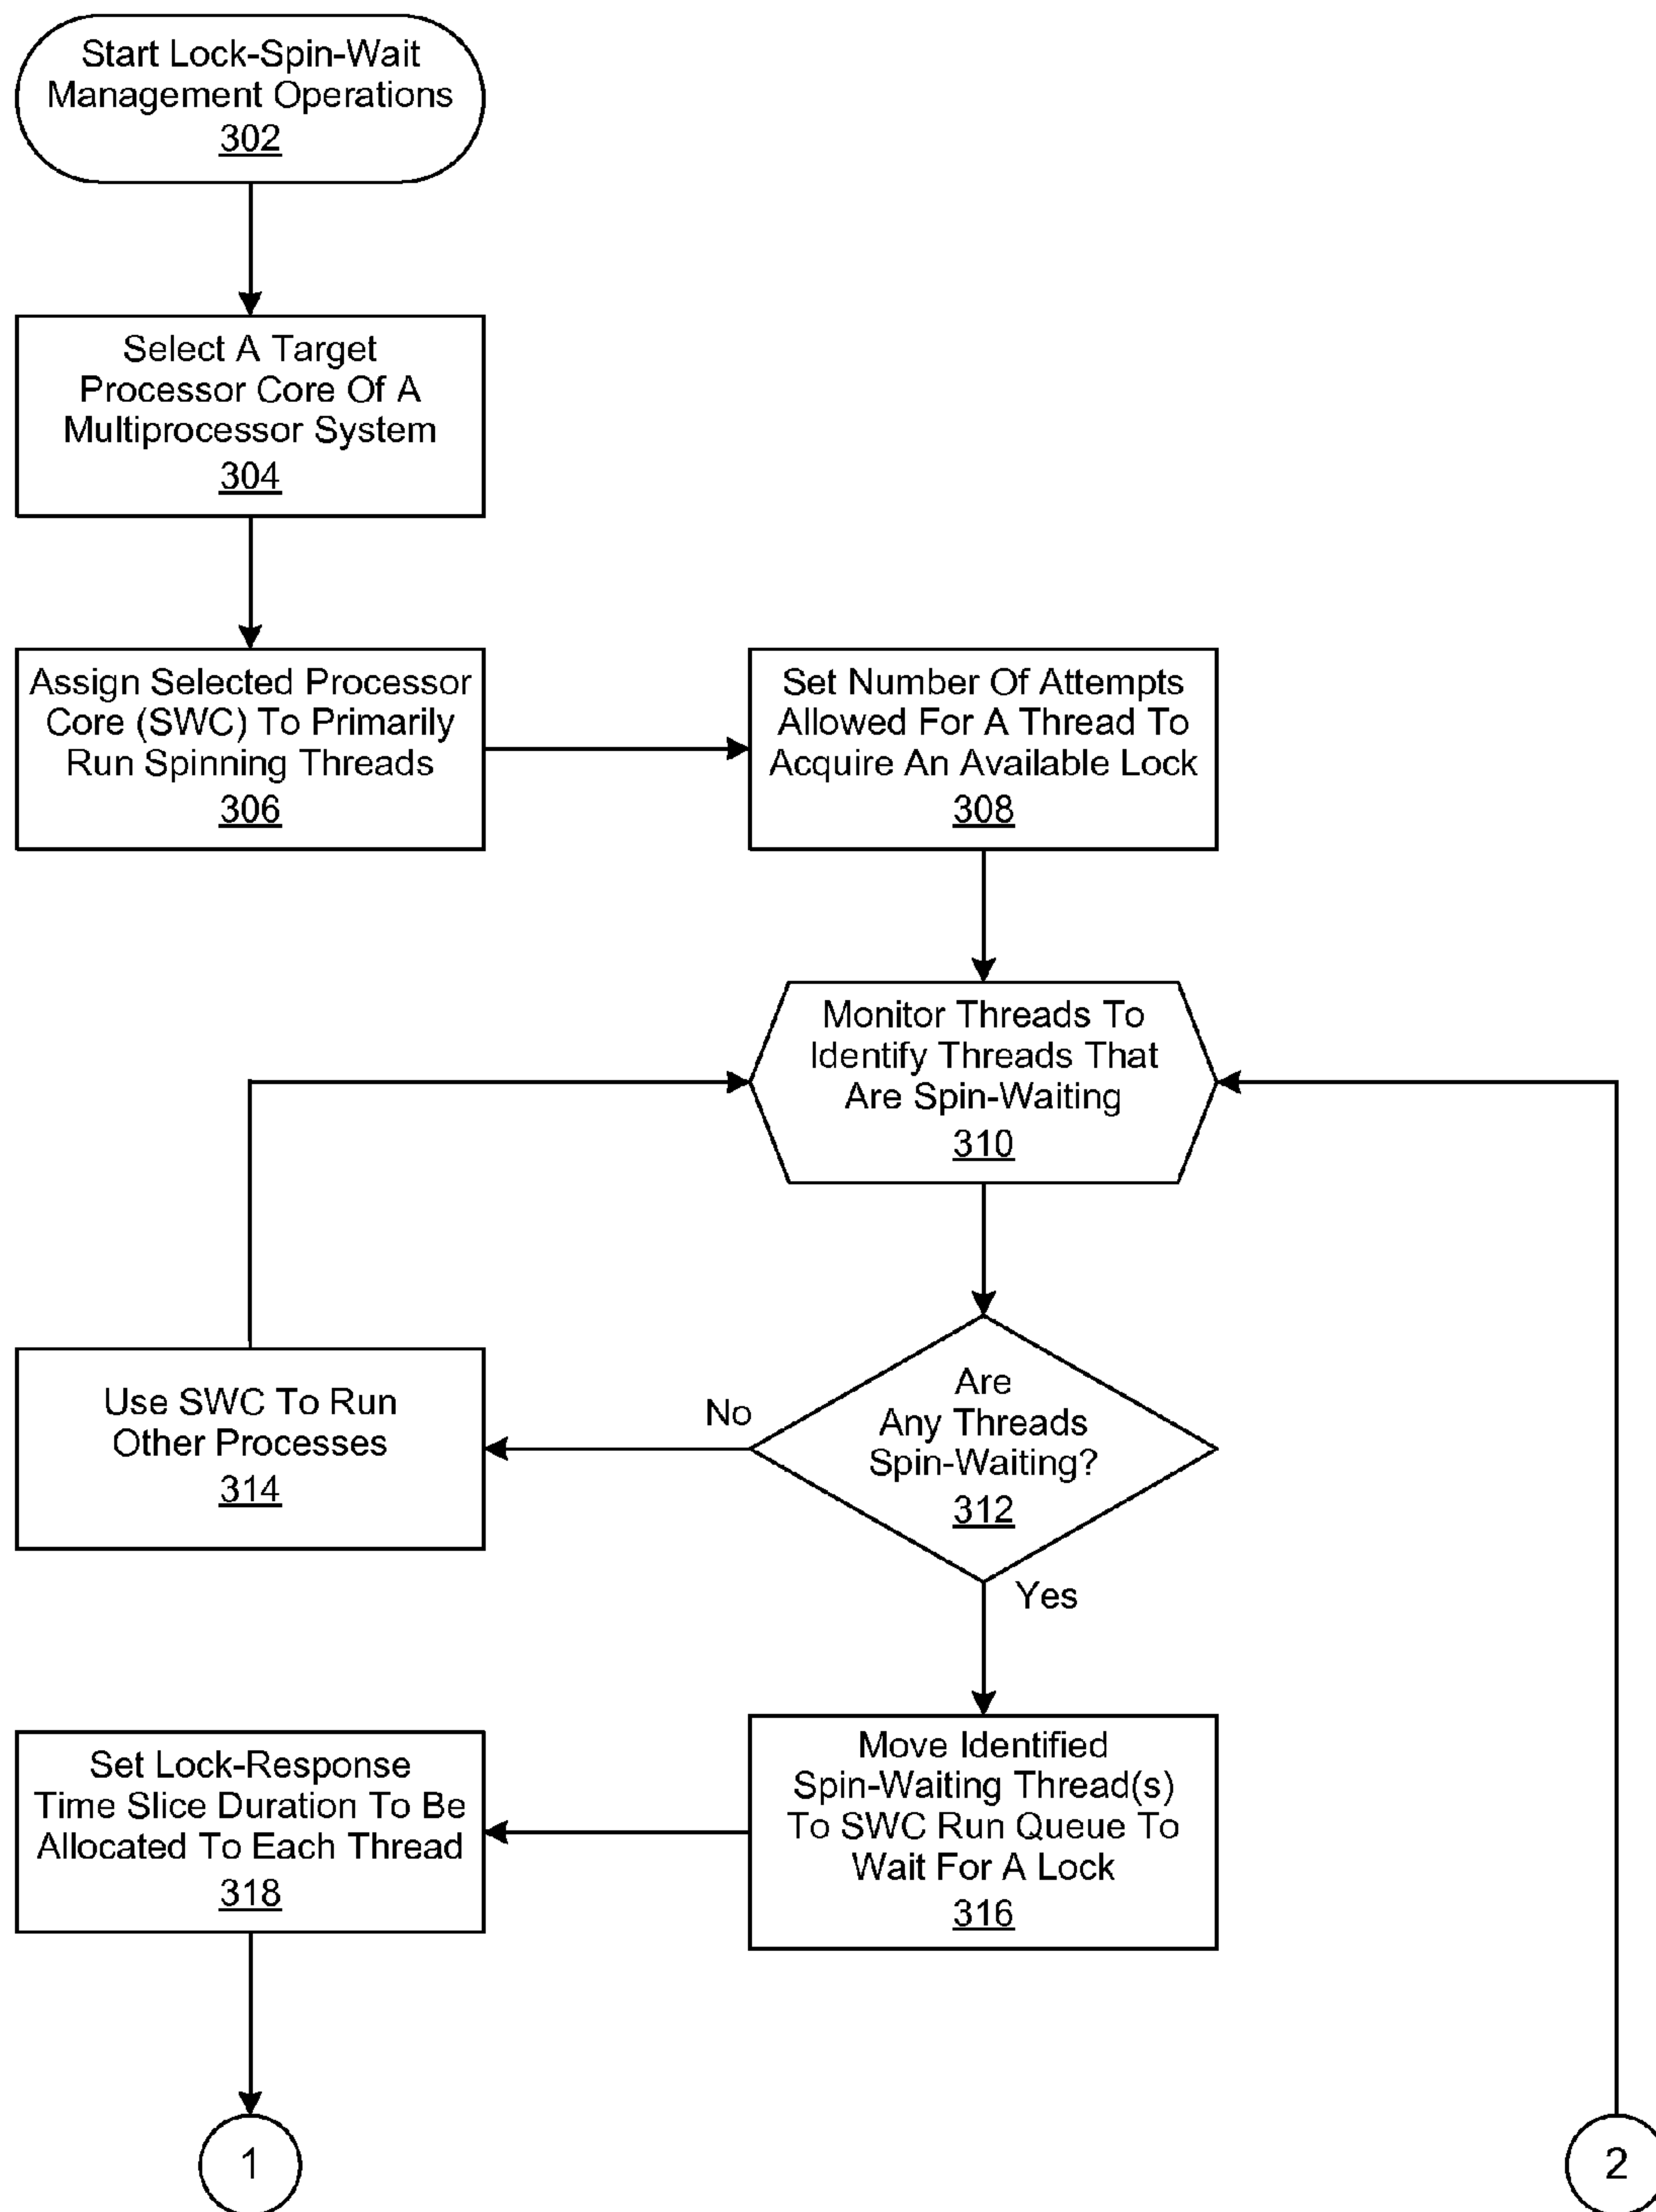 Start Lock-Spin-Wait
Management Operations
302
Select A Target
Processor Core Of A
Multiprocessor System
304
Assign Selected Processor
Core (SWC) To Primarily
Run Spinning Threads
306
Set Number Of Attempts
Allowed For A Thread To
Acquire An Available Lock
308
Monitor Threads To
Identify Threads That
Are Spin-Waiting
310
Are
Any Threads
Spin-Waiting?
312
No
Use SWC To Run
Other Processes
314
Yes
Move Identified
Spin-Waiting Thread(s)
To SWC Run Queue To
Wait For A Lock
316
Set Lock-Response
Time Slice Duration To Be
Allocated To Each Thread
318
1
2